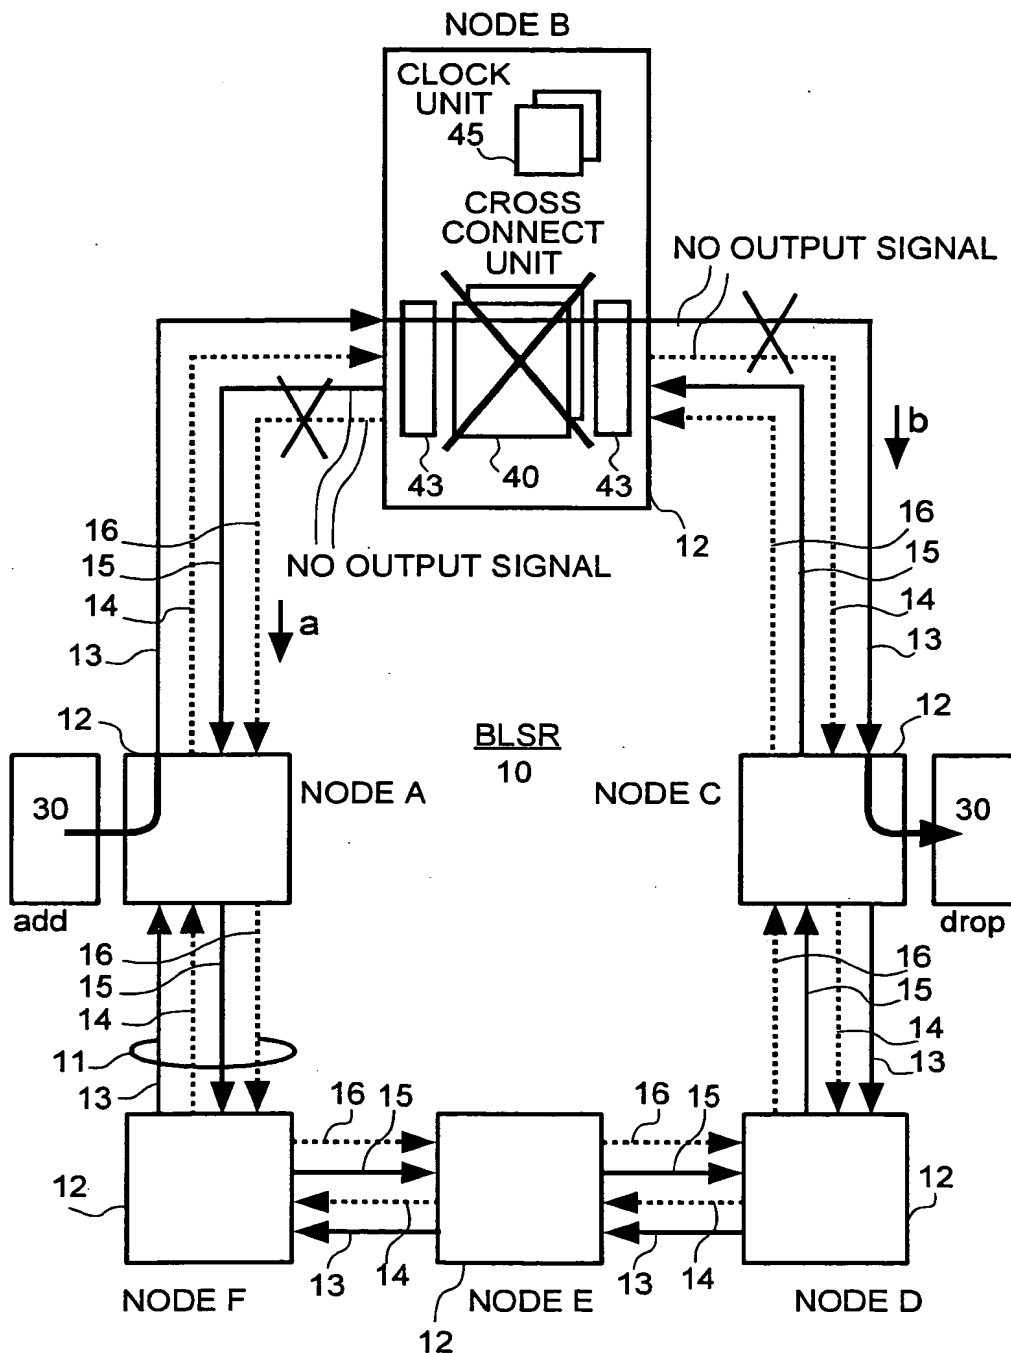 NODE B
CLOCK
UNIT
45
CROSS
CONNECT
UNIT
NO OUTPUT SIGNAL
43
40
43
12
b
16
15
14
13
NO OUTPUT SIGNAL
a
16
15
14
13
12
BLSR
10
12
30
NODE A
NODE C
30
add
drop
16
15
14
11
13
16
15
14
13
16
15
16
15
12
12
13
14
13
14
NODE F
NODE E
NODE D
12